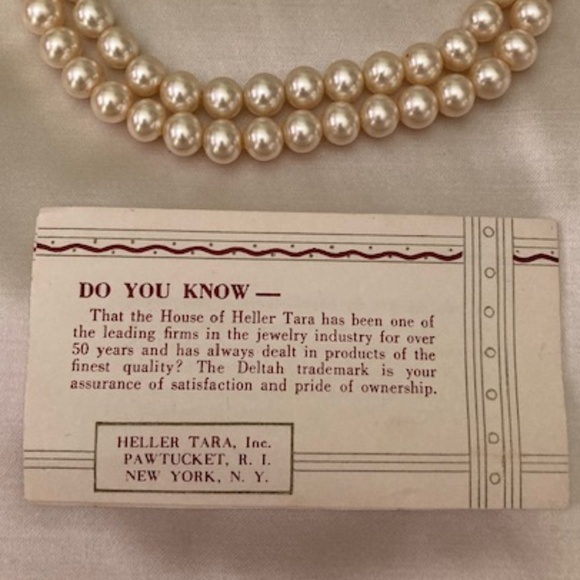 DO YOU KNOW —
That the House of Heller Tara has been one of
the leading firms in the jewelry industry for over
50 years and has always dealt in products of the
finest quality? The Deltah trademark is your
assurance of satisfaction and pride of ownership.
HELLER TARA, Inc.
PAWTUCKET, R. I.
NEW YORK, N. Y.